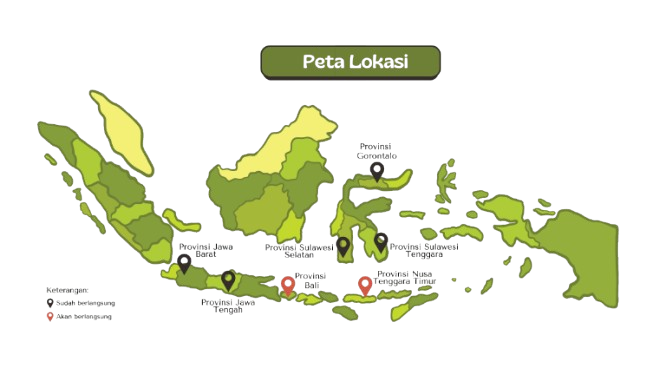 Peta Lokasi
Provinsi
Gorontalo
Provinsi Jawa
Barat
Provinsi Sulawesi
Selatan
Provinsi Sulawesi
Tenggara
Provinsi
Bali
Provinsi Nusa
Tenggara Timur
Provinsi Jawa
Tengah
Keterangan:
Sudah berlangsung
Akan berlangsung